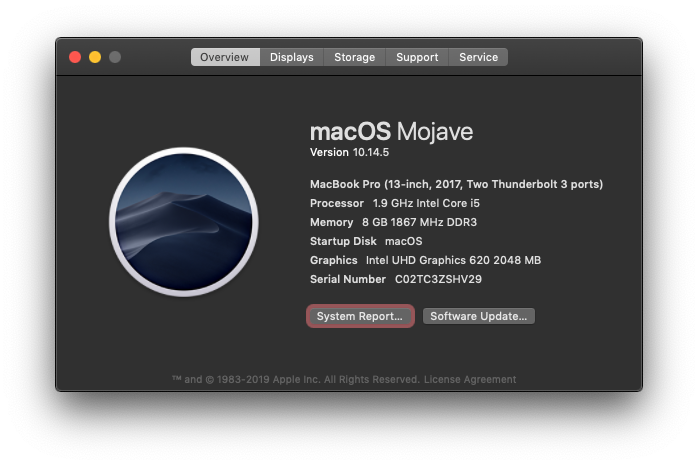 Overview Displays Storage Support Service
macOS Mojave
Version 10.14.5
MacBook Pro (13-inch, 2017, Two Thunderbolt 3 ports)
Processor 1.9 GHz Intel Core i5
Memory 8 GB 1867 MHz DDR3
Startup Disk macOS
Graphics Intel UHD Graphics 620 2048 MB
Serial Number C02TC3ZSHV29
System Report... Software Update...
™ and © 1983-2019 Apple Inc. All Rights Reserved. License Agreement